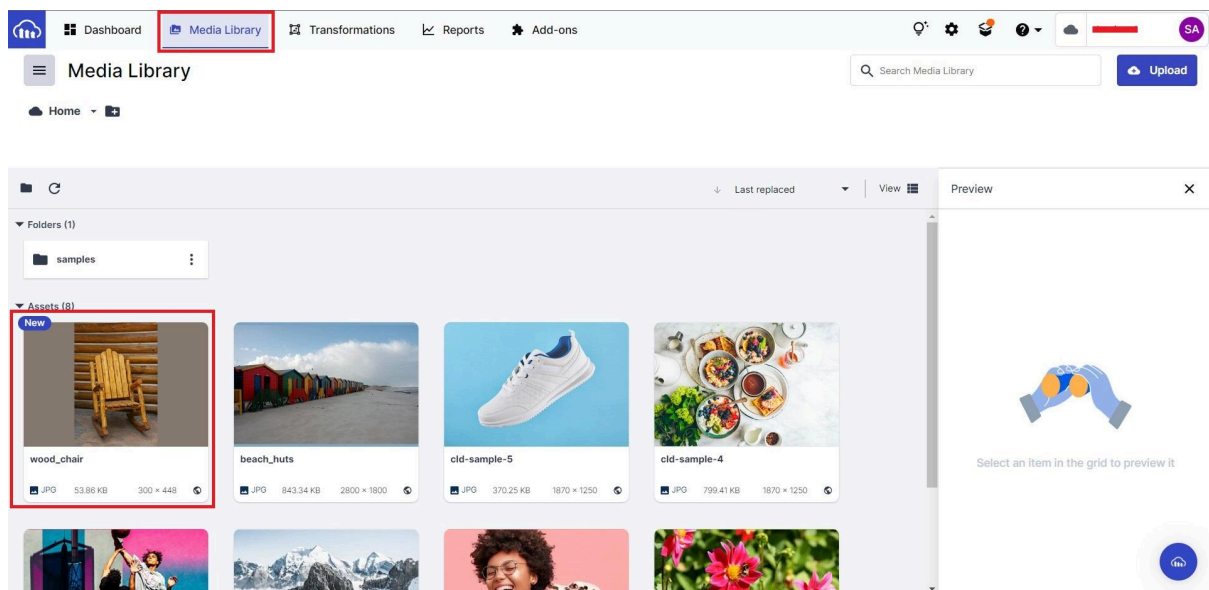 Dashboard Media Library Transformations Reports Add-ons SA
Media Library Search Media Library Upload
Home
Last replaced View Preview
Folders (1)
samples
Assets (8)
New
wood_chair beach_huts cld-sample-5 cld-sample-4
JPG 53.86 KB 300 × 448 JPG 843.34 KB 2800 × 1800 JPG 370.25 KB 1870 × 1250 JPG 799.41 KB 1870 × 1250
Select an item in the grid to preview it